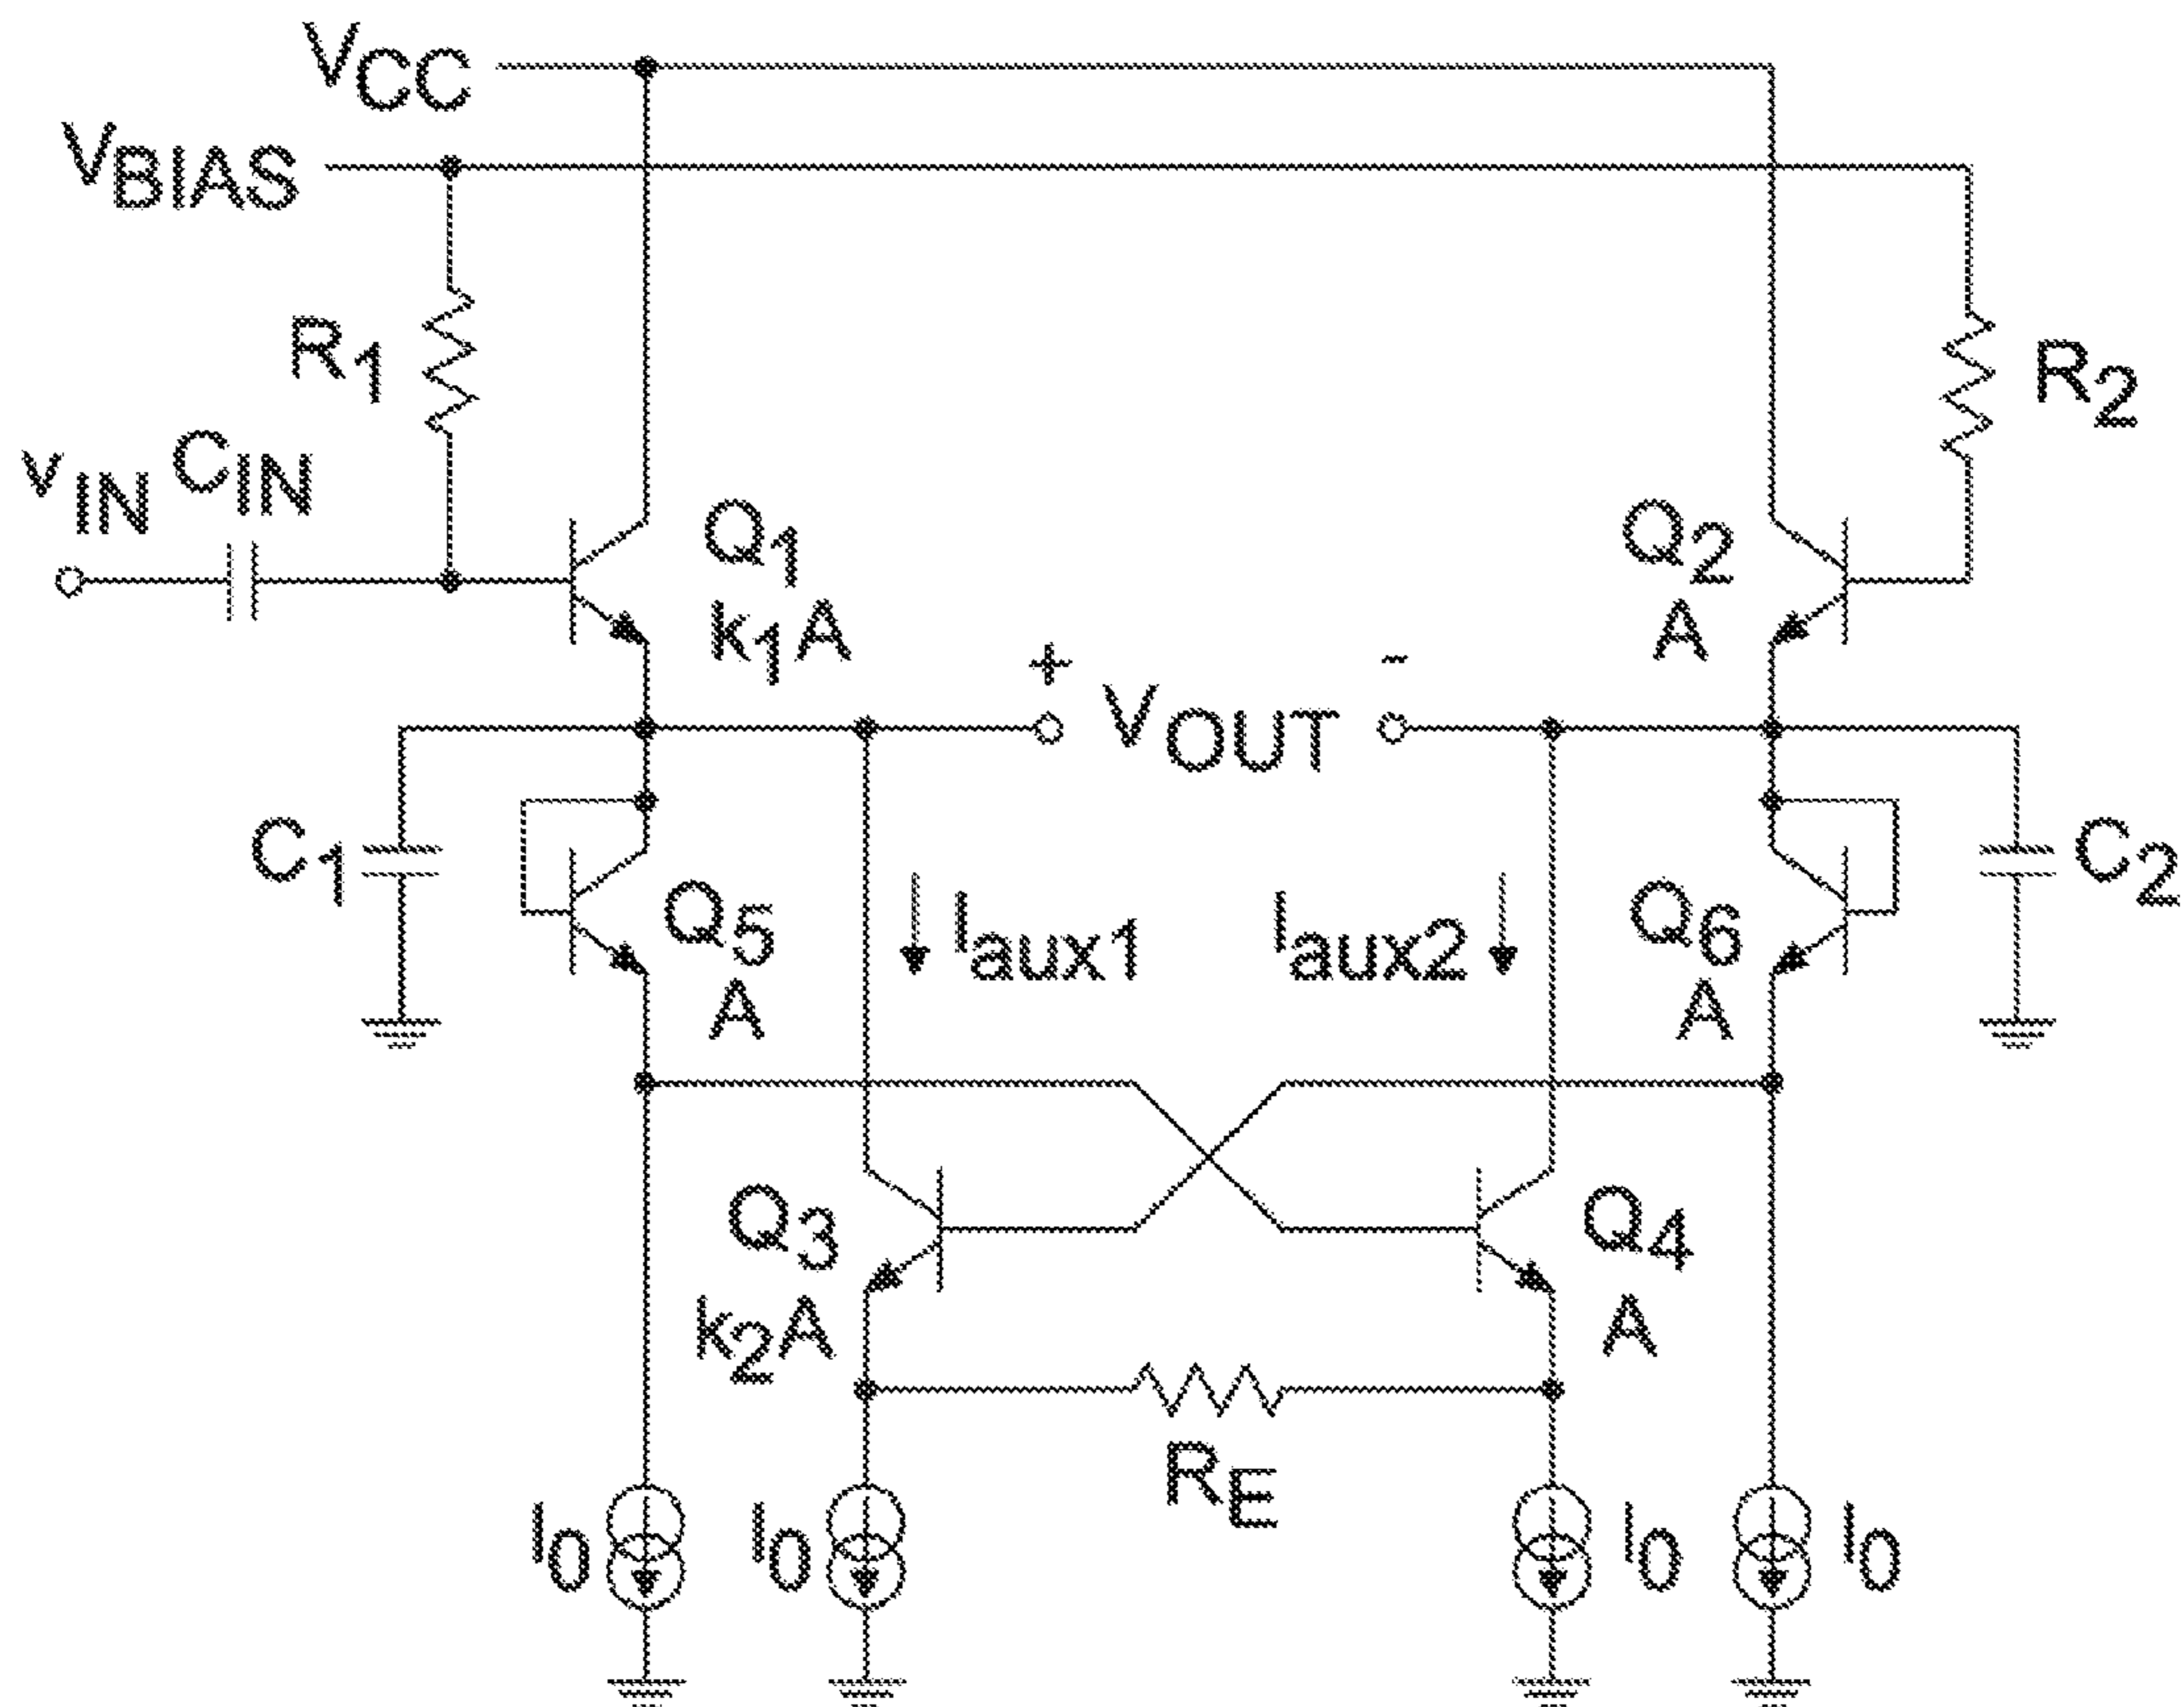 VCC
VBIAS
R1
R2
vIN CIN
Q1
k1A
Q2
A
+ VOUT -
C1
Q5
A
Iaux1
Iaux2
Q6
A
C2
Q3
k2A
Q4
A
RE
I0
I0
I0
I0